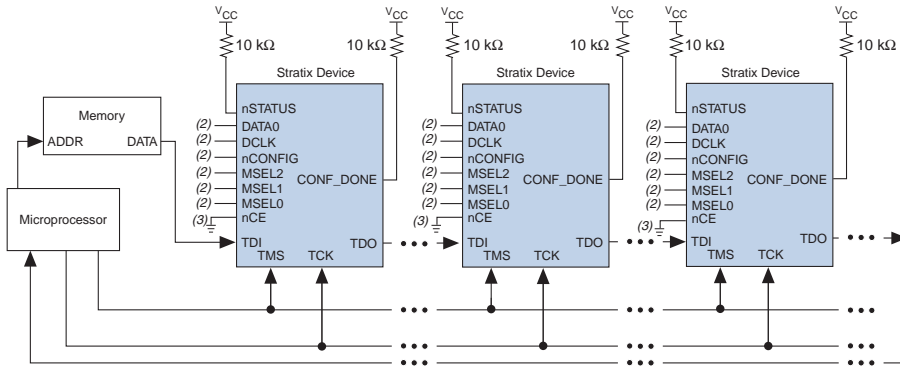 VCC VCC VCC VCC VCC VCC
10 kΩ 10 kΩ 10 kΩ 10 kΩ 10 kΩ 10 kΩ
Stratix Device Stratix Device Stratix Device
Memory
ADDR DATA
Microprocessor
nSTATUS
(2) DATA0
(2) DCLK
(2) nCONFIG
(2) MSEL2
(2) MSEL1
(2) MSEL0
(3) nCE
CONF_DONE
TDI TDO
TMS TCK
nSTATUS
(2) DATA0
(2) DCLK
(2) nCONFIG
(2) MSEL2
(2) MSEL1
(2) MSEL0
(3) nCE
CONF_DONE
TDI TDO
TMS TCK
nSTATUS
(2) DATA0
(2) DCLK
(2) nCONFIG
(2) MSEL2
(2) MSEL1
(2) MSEL0
(3) nCE
CONF_DONE
TDI TDO
TMS TCK